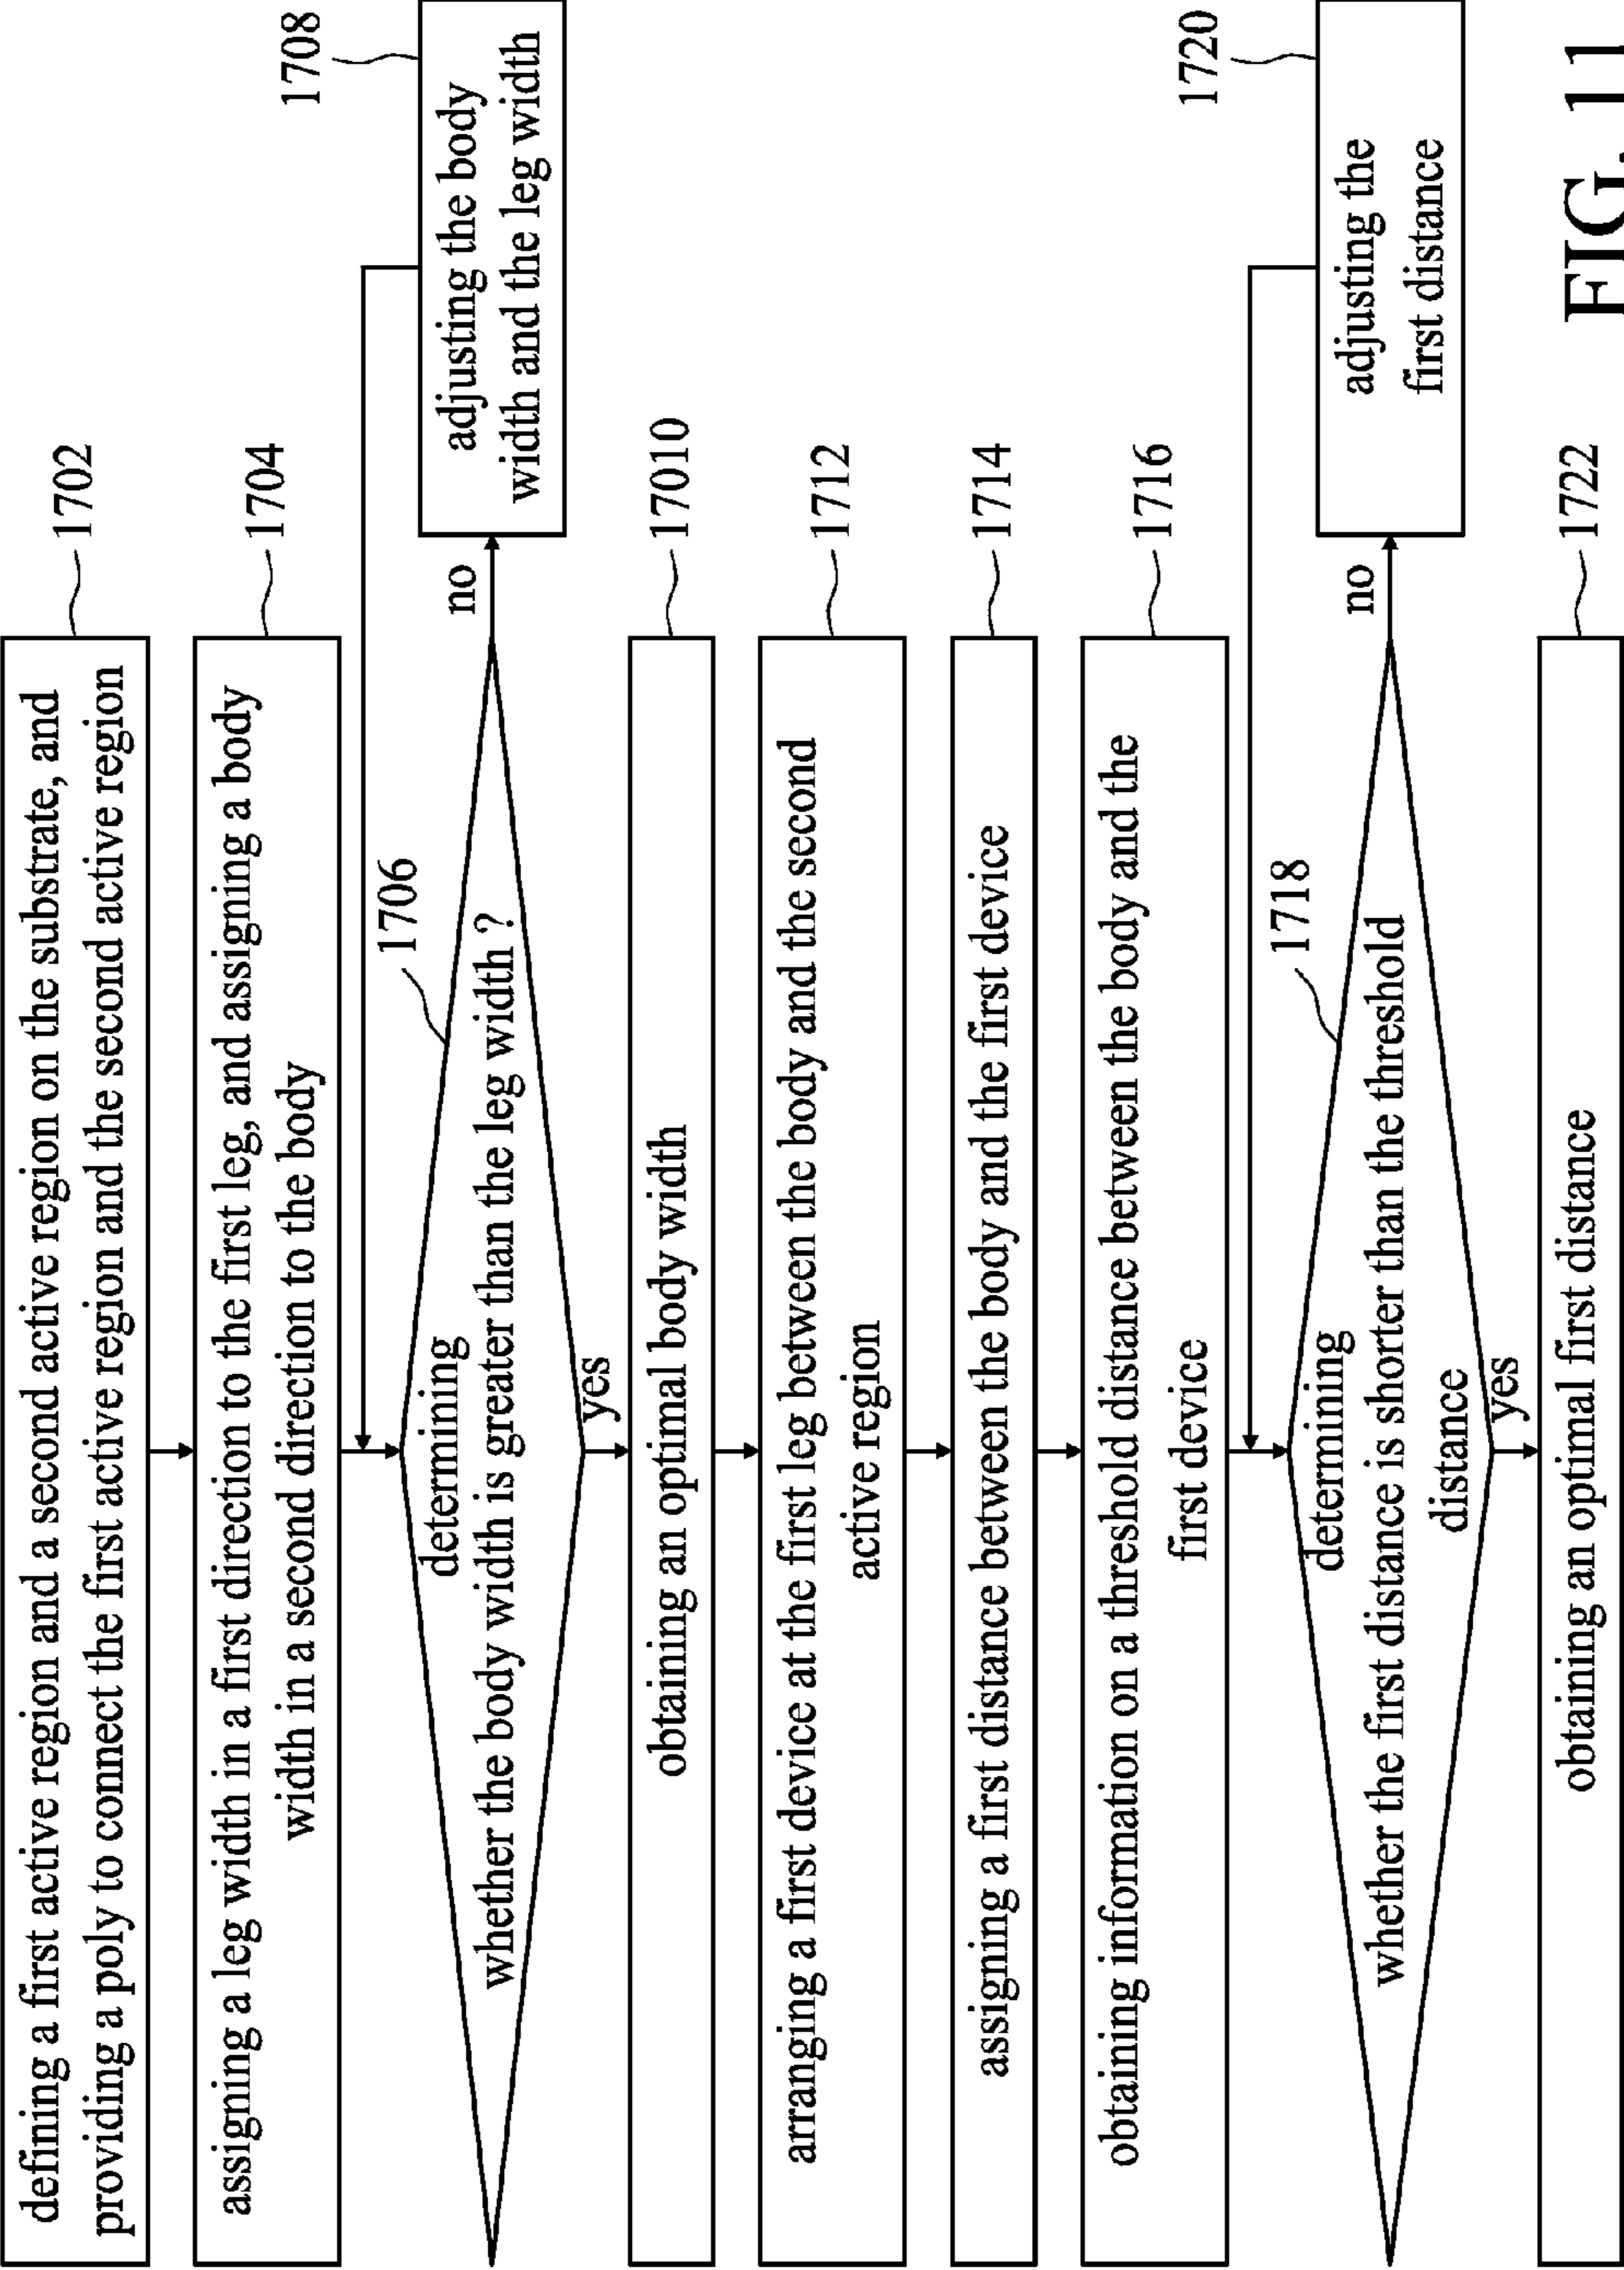 defining a first active region and a second active region on the substrate, and
providing a poly to connect the first active region and the second active region
1702
assigning a leg width in a first direction to the first leg, and assigning a body
width in a second direction to the body
1704
determining
whether the body width is greater than the leg width ?
1706
no
adjusting the body
width and the leg width
1708
yes
obtaining an optimal body width
17010
arranging a first device at the first leg between the body and the second
active region
1712
assigning a first distance between the body and the first device
1714
obtaining information on a threshold distance between the body and the
first device
1716
determining
whether the first distance is shorter than the threshold
distance
1718
no
adjusting the
first distance
1720
yes
obtaining an optimal first distance
1722
FIG. 11